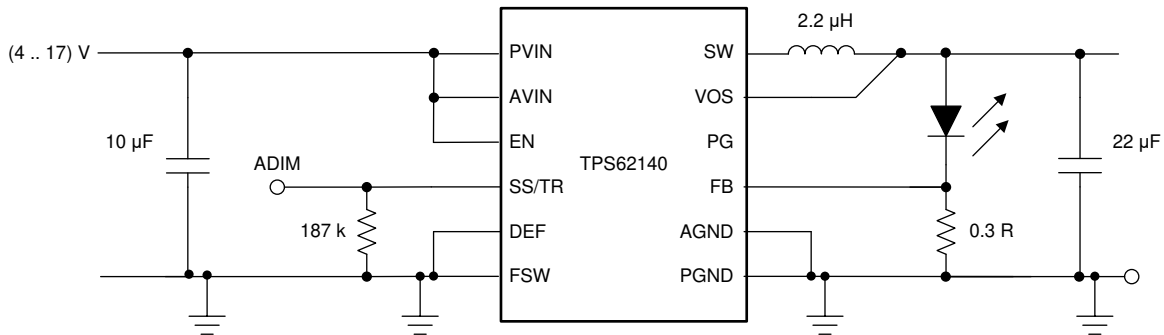 2.2 µH
(4 .. 17) V
PVIN
SW
AVIN
VOS
10 µF
EN
PG
22 µF
TPS62140
ADIM
SS/TR
FB
187 k
DEF
AGND
0.3 R
FSW
PGND